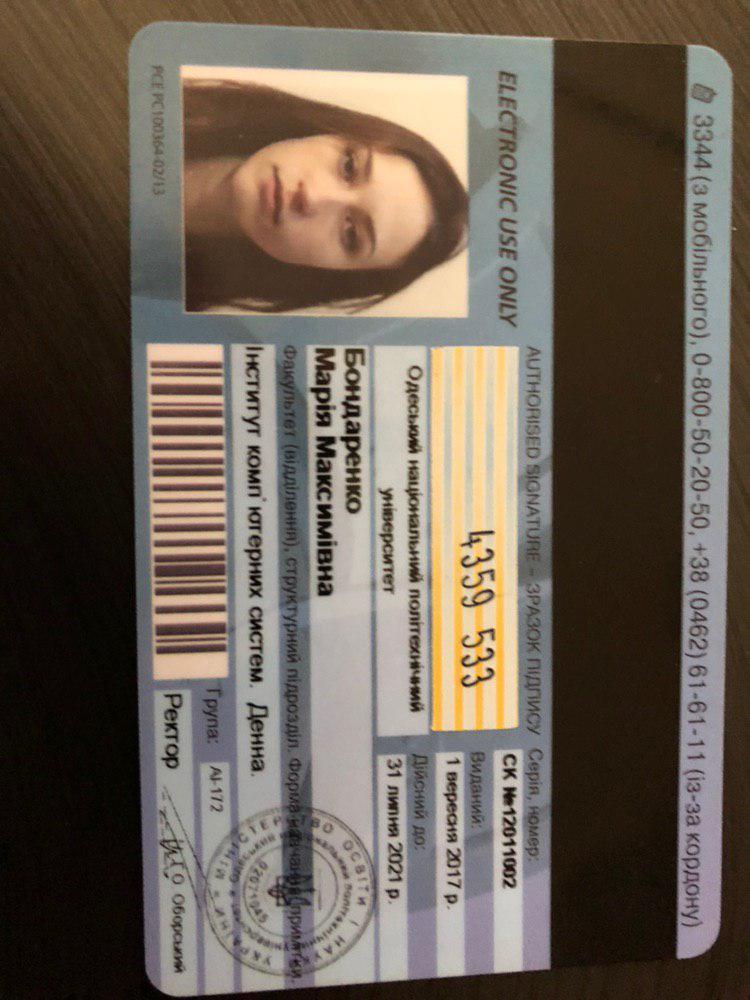 3344 (з мобільного), 0-800-50-20-50, +38 (0462) 61-61-11 (із-за кордону)
ELECTRONIC USE ONLY
AUTHORISED SIGNATURE – ЗРАЗОК ПІДПИСУ
4359 533
Серія, номер:
СК №12011002
Одеський національний політехнічний
університет
Виданий:
1 вересня 2017 р.
Дійсний до:
31 липня 2021 р.
Бондаренко
Марія Максимівна
Факультет (відділення), структурний підрозділ. Форма навчання, примітки.
Інститут комп'ютерних систем. Денна.
Група:
АІ-172
Ректор
Оборський
PCE PC100364-02/13
МІНІСТЕРСТВО ОСВІТИ І НАУКИ УКРАЇНИ